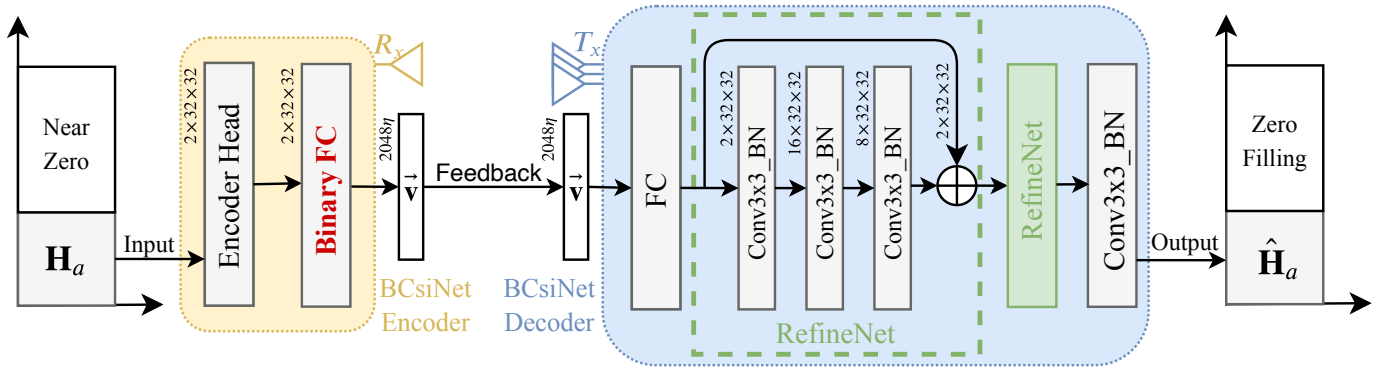 Near
Zero
H_a
Input
2×32×32
Encoder Head
2×32×32
Binary FC
R_x
2048η
v⃗
BCsiNet
Encoder
Feedback
2048η
v⃗
T_x
BCsiNet
Decoder
FC
2×32×32
Conv3x3_BN
16×32×32
Conv3x3_BN
8×32×32
Conv3x3_BN
2×32×32
RefineNet
RefineNet
Conv3x3_BN
Output
Zero
Filling
Ĥ_a